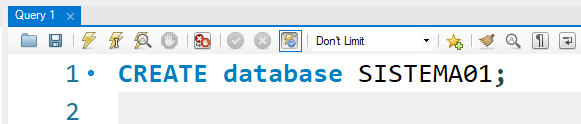 Query 1
Don't Limit
1 CREATE database SISTEMA01;
2